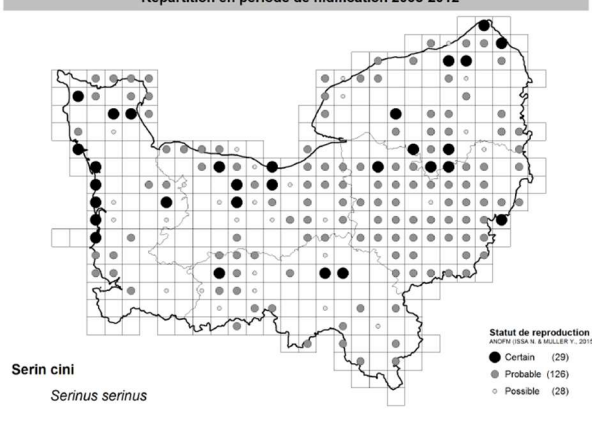 Répartition en période de nidification 2005-2012
Statut de reproduction
ANOFM (ISSA N. & MULLER Y., 2015
Certain (29)
Probable (126)
Possible (28)
Serin cini
Serinus serinus